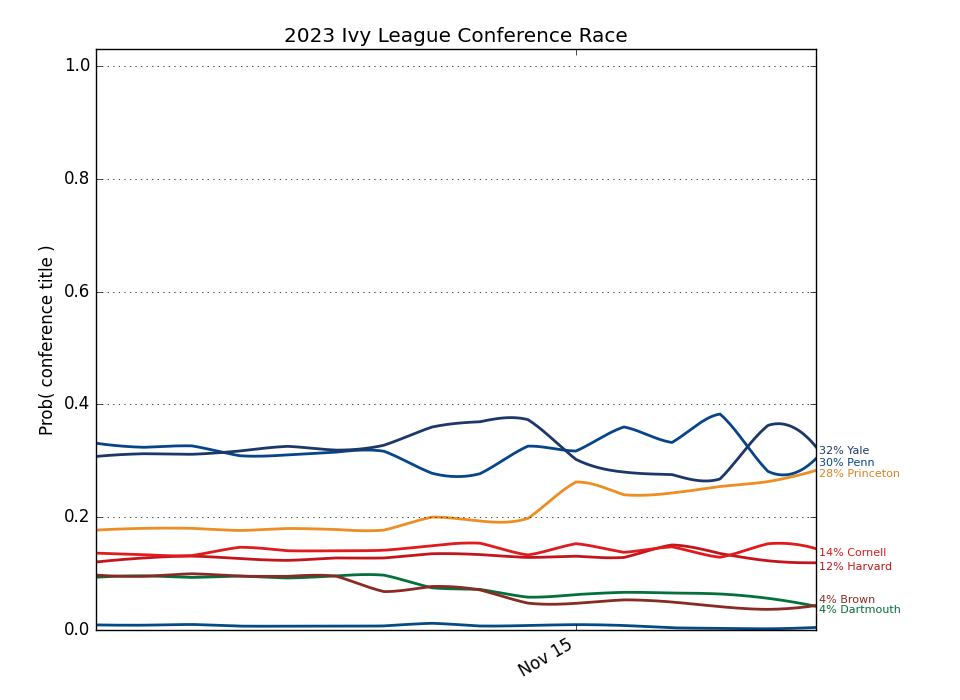 2023 Ivy League Conference Race
Prob( conference title )
1.0
0.8
0.6
0.4
0.2
0.0
Nov 15
32% Yale
30% Penn
28% Princeton
14% Cornell
12% Harvard
4% Brown
4% Dartmouth